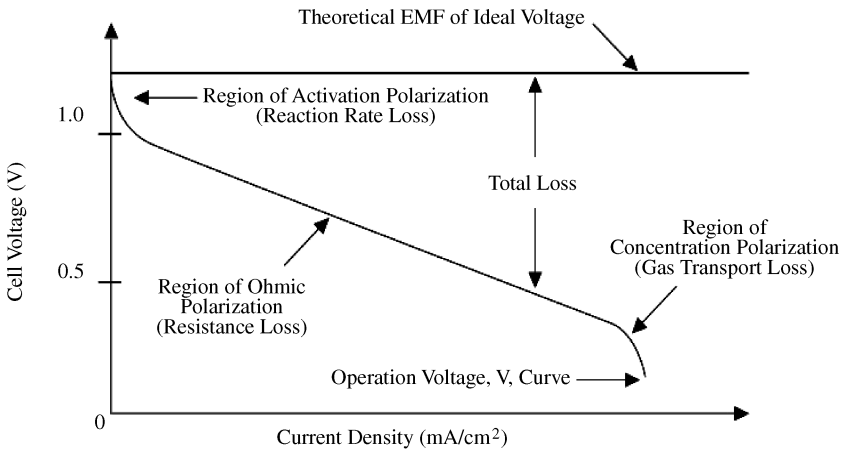 Theoretical EMF of Ideal Voltage
Region of Activation Polarization
(Reaction Rate Loss)
1.0
Total Loss
Cell Voltage (V)
Region of
Concentration Polarization
(Gas Transport Loss)
0.5
Region of Ohmic
Polarization
(Resistance Loss)
Operation Voltage, V, Curve
0
Current Density (mA/cm²)